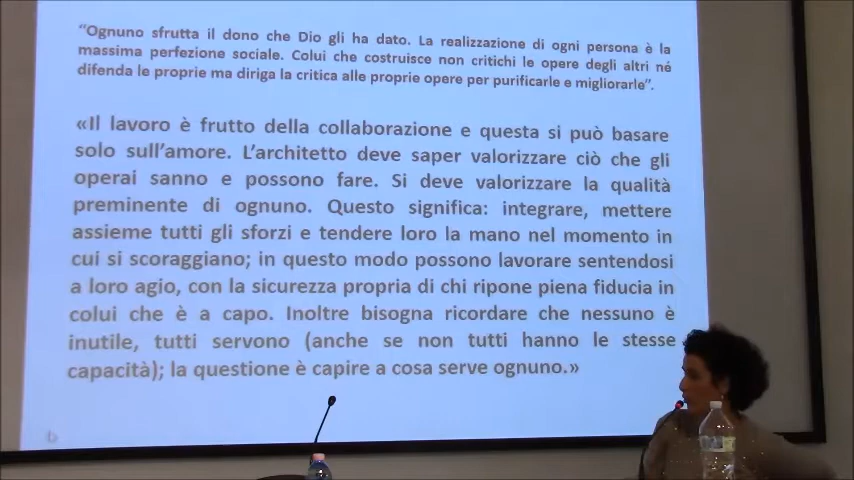 "Ognuno sfrutta il dono che Dio gli ha dato. La realizzazione di ogni persona è la
massima perfezione sociale. Colui che costruisce non critichi le opere degli altri né
difenda le proprie ma diriga la critica alle proprie opere per purificarle e migliorarle".
«Il lavoro è frutto della collaborazione e questa si può basare
solo sull'amore. L'architetto deve saper valorizzare ciò che gli
operai sanno e possono fare. Si deve valorizzare la qualità
preminente di ognuno. Questo significa: integrare, mettere
assieme tutti gli sforzi e tendere loro la mano nel momento in
cui si scoraggiano; in questo modo possono lavorare sentendosi
a loro agio, con la sicurezza propria di chi ripone piena fiducia in
colui che è a capo. Inoltre bisogna ricordare che nessuno è
inutile, tutti servono (anche se non tutti hanno le stesse
capacità); la questione è capire a cosa serve ognuno.»